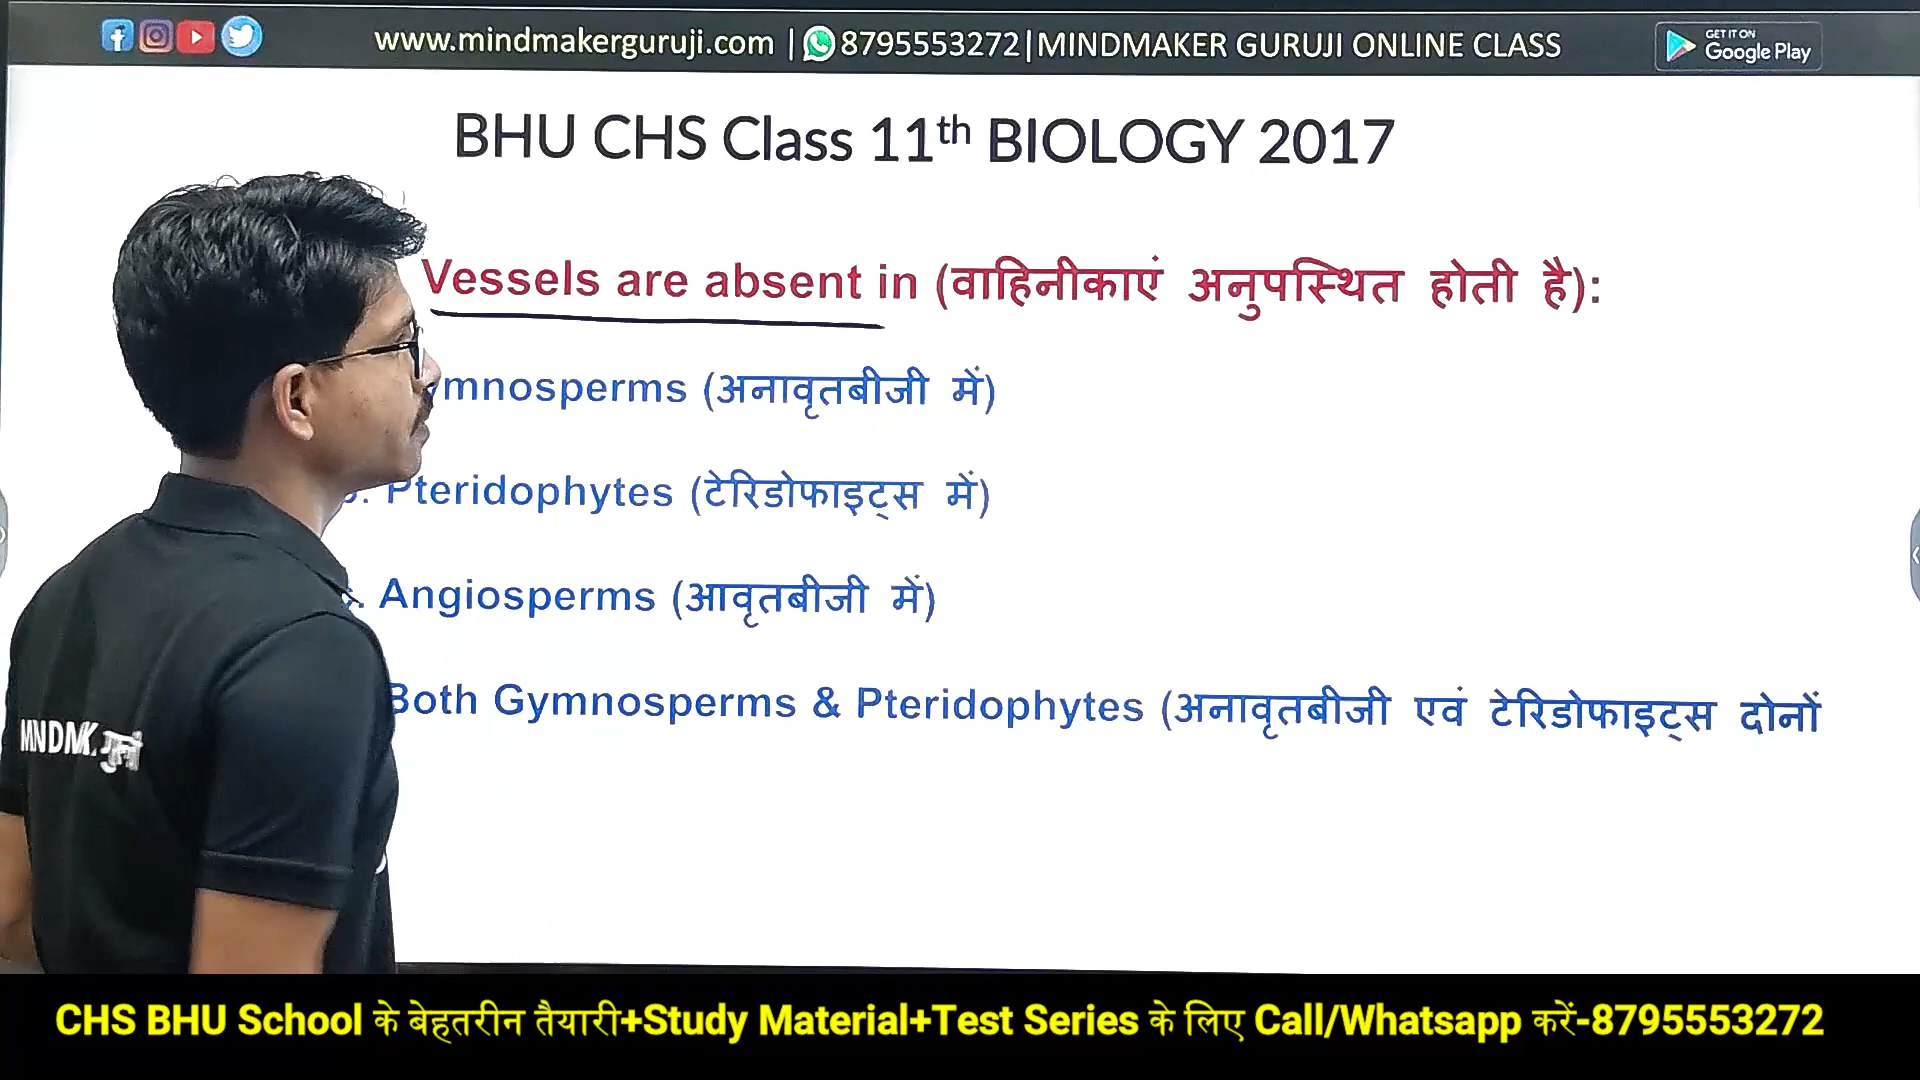 www.mindmakerguruji.com | 8795553272|MINDMAKER GURUJI ONLINE CLASS
GET IT ON
Google Play
BHU CHS Class 11th BIOLOGY 2017
Vessels are absent in (वाहिनीकाएं अनुपस्थित होती है):
ymnosperms (अनावृतबीजी में)
Pteridophytes (टेरिडोफाइट्स में)
Angiosperms (आवृतबीजी में)
Both Gymnosperms & Pteridophytes (अनावृतबीजी एवं टेरिडोफाइट्स दोनों
MNDMK. गुरुजी
CHS BHU School के बेहतरीन तैयारी+Study Material+Test Series के लिए Call/Whatsapp करें-8795553272